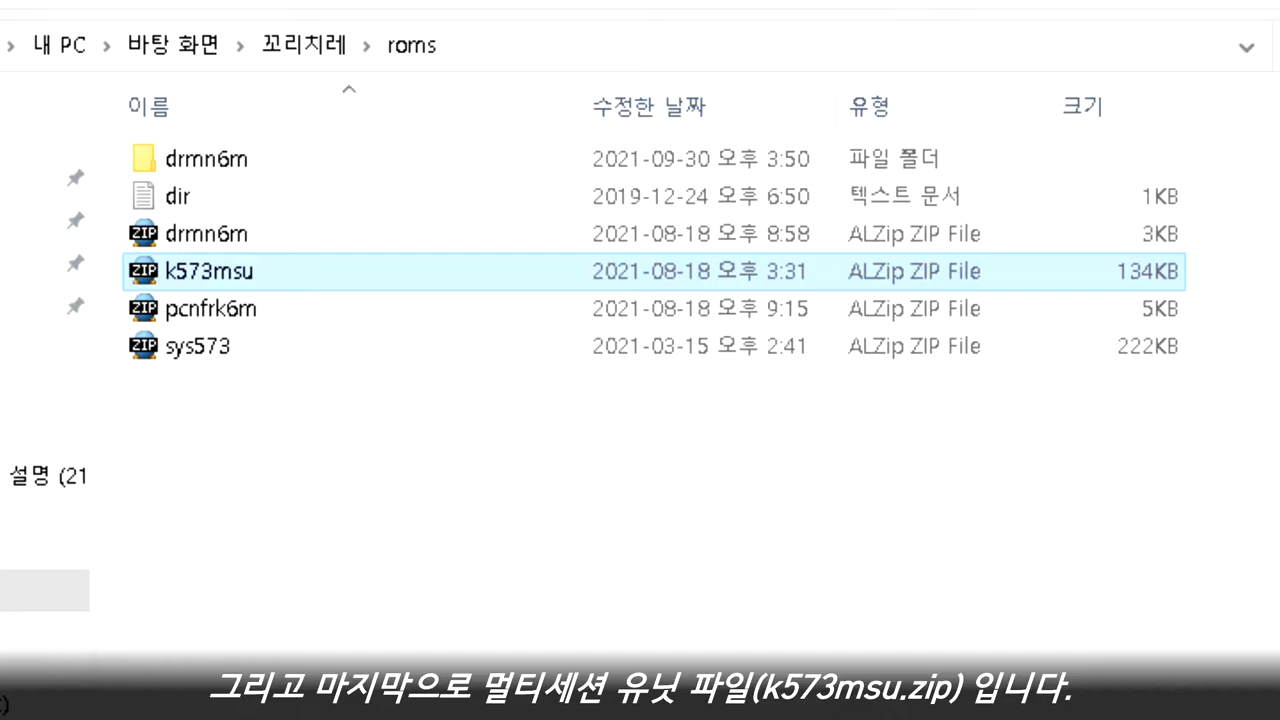 내 PC > 바탕 화면 > 꼬리치레 > roms
이름 수정한 날짜 유형 크기
drmn6m 2021-09-30 오후 3:50 파일 폴더
dir 2019-12-24 오후 6:50 텍스트 문서 1KB
ZIP drmn6m 2021-08-18 오후 8:58 ALZip ZIP File 3KB
ZIP k573msu 2021-08-18 오후 3:31 ALZip ZIP File 134KB
ZIP pcnfrk6m 2021-08-18 오후 9:15 ALZip ZIP File 5KB
ZIP sys573 2021-03-15 오후 2:41 ALZip ZIP File 222KB
설명 (21
그리고 마지막으로 멀티세션 유닛 파일(k573msu.zip) 입니다.